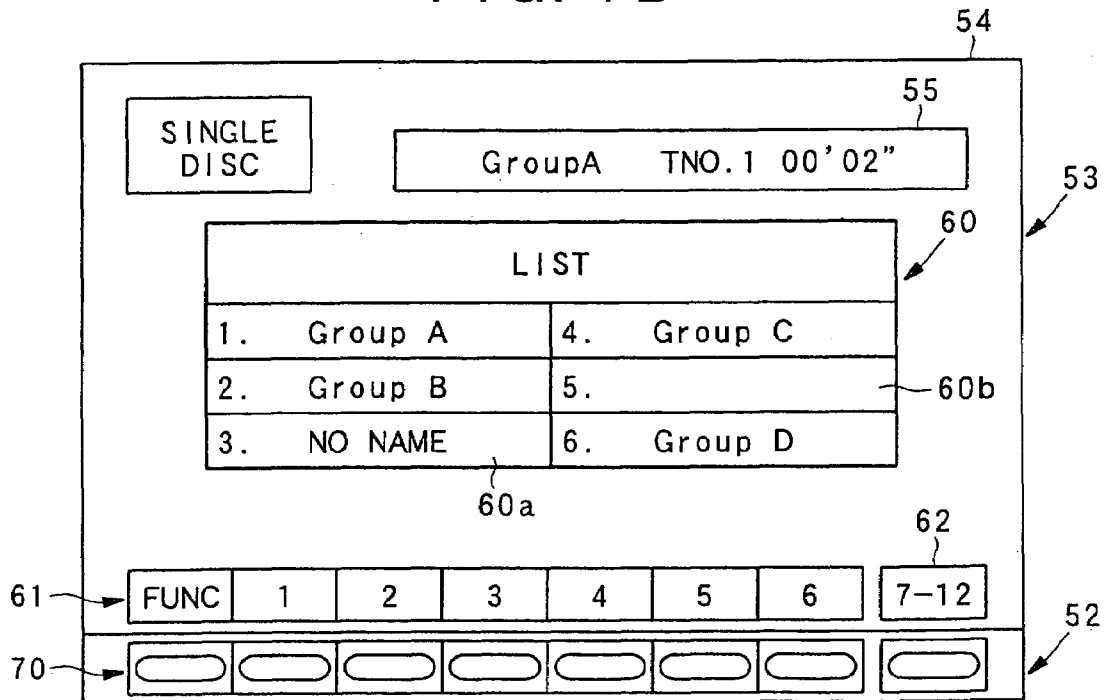 54
SINGLE
DISC
55
GroupA TNO.1 00'02"
53
60
LIST
1. Group A 4. Group C
2. Group B 5.
60b
3. NO NAME 6. Group D
60a
62
61 FUNC 1 2 3 4 5 6 7-12
52
70